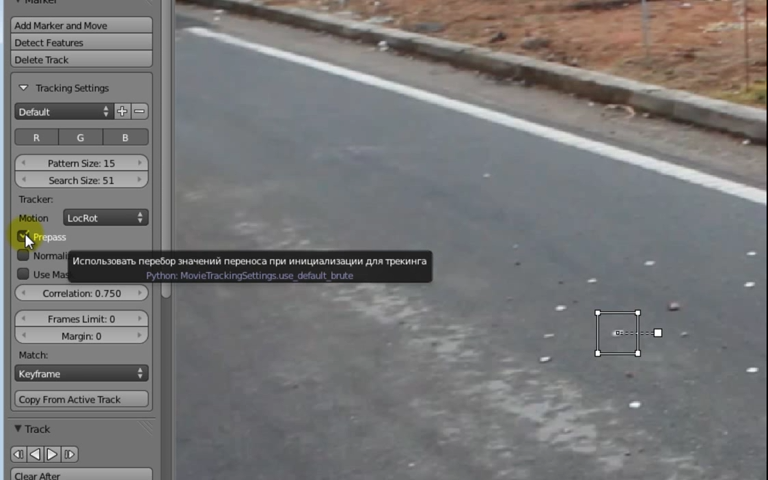 Marker
Add Marker and Move
Detect Features
Delete Track
Tracking Settings
Default
R G B
Pattern Size: 15
Search Size: 51
Tracker:
Motion LocRot
Prepass
Normali
Использовать перебор значений переноса при инициализации для трекинга
Python: MovieTrackingSettings.use_default_brute
Use Mas
Correlation: 0.750
Frames Limit: 0
Margin: 0
Match:
Keyframe
Copy From Active Track
Track
Clear After